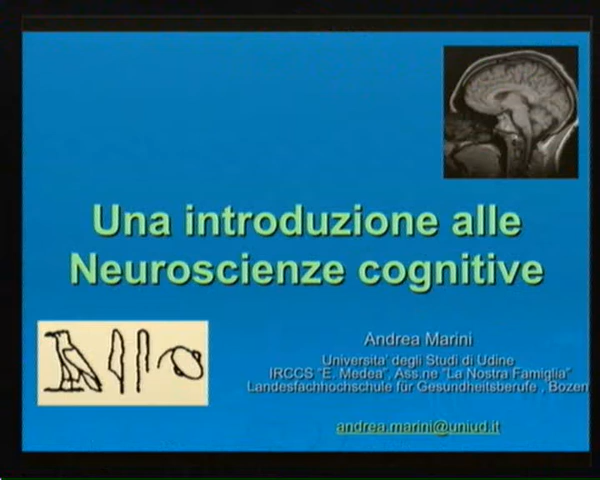 Una introduzione alle
Neuroscienze cognitive
Andrea Marini
Universita' degli Studi di Udine
IRCCS "E. Medea", Ass.ne "La Nostra Famiglia"
Landesfachhochschule für Gesundheitsberufe , Bozen
andrea.marini@uniud.it